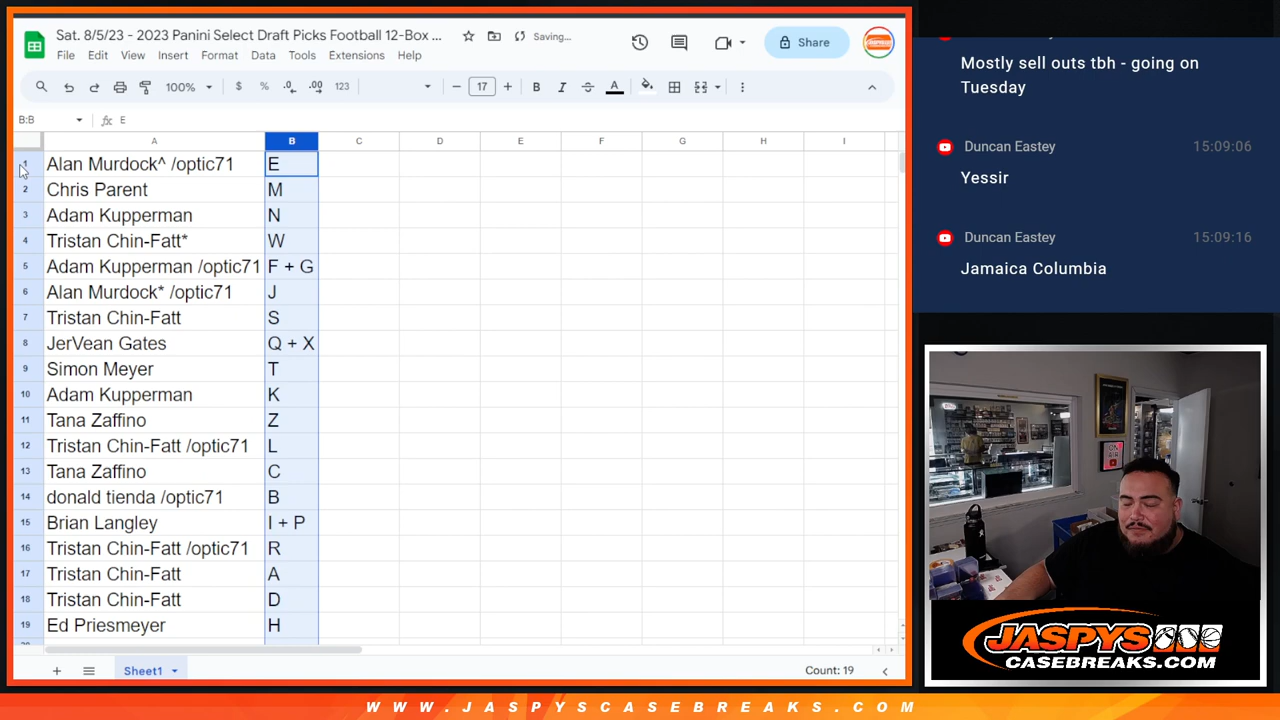 Sat. 8/5/23 - 2023 Panini Select Draft Picks Football 12-Box ...
Saving...
File Edit View Insert Format Data Tools Extensions Help
Share
100% $ % .0 .00 123 17 B I A
B:B fx E
A B C D E F G H I
1 Alan Murdock^ /optic71 E
2 Chris Parent M
3 Adam Kupperman N
4 Tristan Chin-Fatt* W
5 Adam Kupperman /optic71 F + G
6 Alan Murdock* /optic71 J
7 Tristan Chin-Fatt S
8 JerVean Gates Q + X
9 Simon Meyer T
10 Adam Kupperman K
11 Tana Zaffino Z
12 Tristan Chin-Fatt /optic71 L
13 Tana Zaffino C
14 donald tienda /optic71 B
15 Brian Langley I + P
16 Tristan Chin-Fatt /optic71 R
17 Tristan Chin-Fatt A
18 Tristan Chin-Fatt D
19 Ed Priesmeyer H
Sheet1
Count: 19
Mostly sell outs tbh - going on
Tuesday
Duncan Eastey 15:09:06
Yessir
Duncan Eastey 15:09:16
Jamaica Columbia
ON AIR
JASPYS
CASEBREAKS.COM
WWW.JASPYSCASEBREAKS.COM